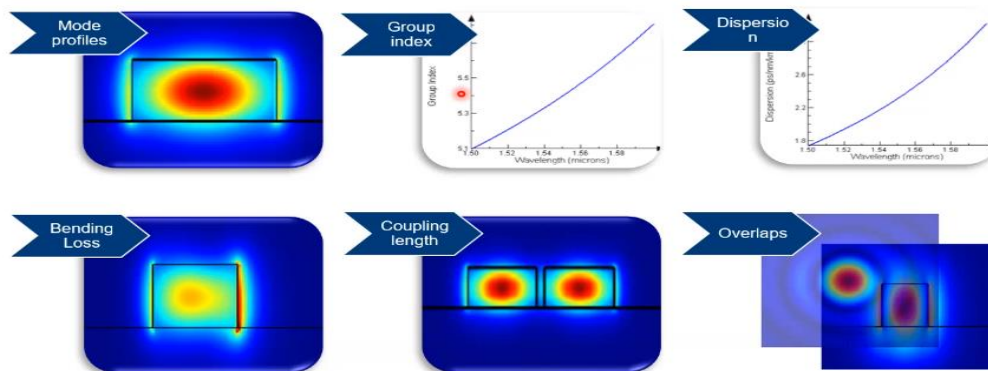 Mode
profiles
Group
index
Dispersio
n
Group Index
5.5
5.3
5.1
1.50
1.52
1.54
1.56
1.58
Wavelength (microns)
2.6
2.2
1.8
1.50
1.52
1.54
1.56
1.58
Wavelength (microns)
Bending
Loss
Coupling
length
Overlaps